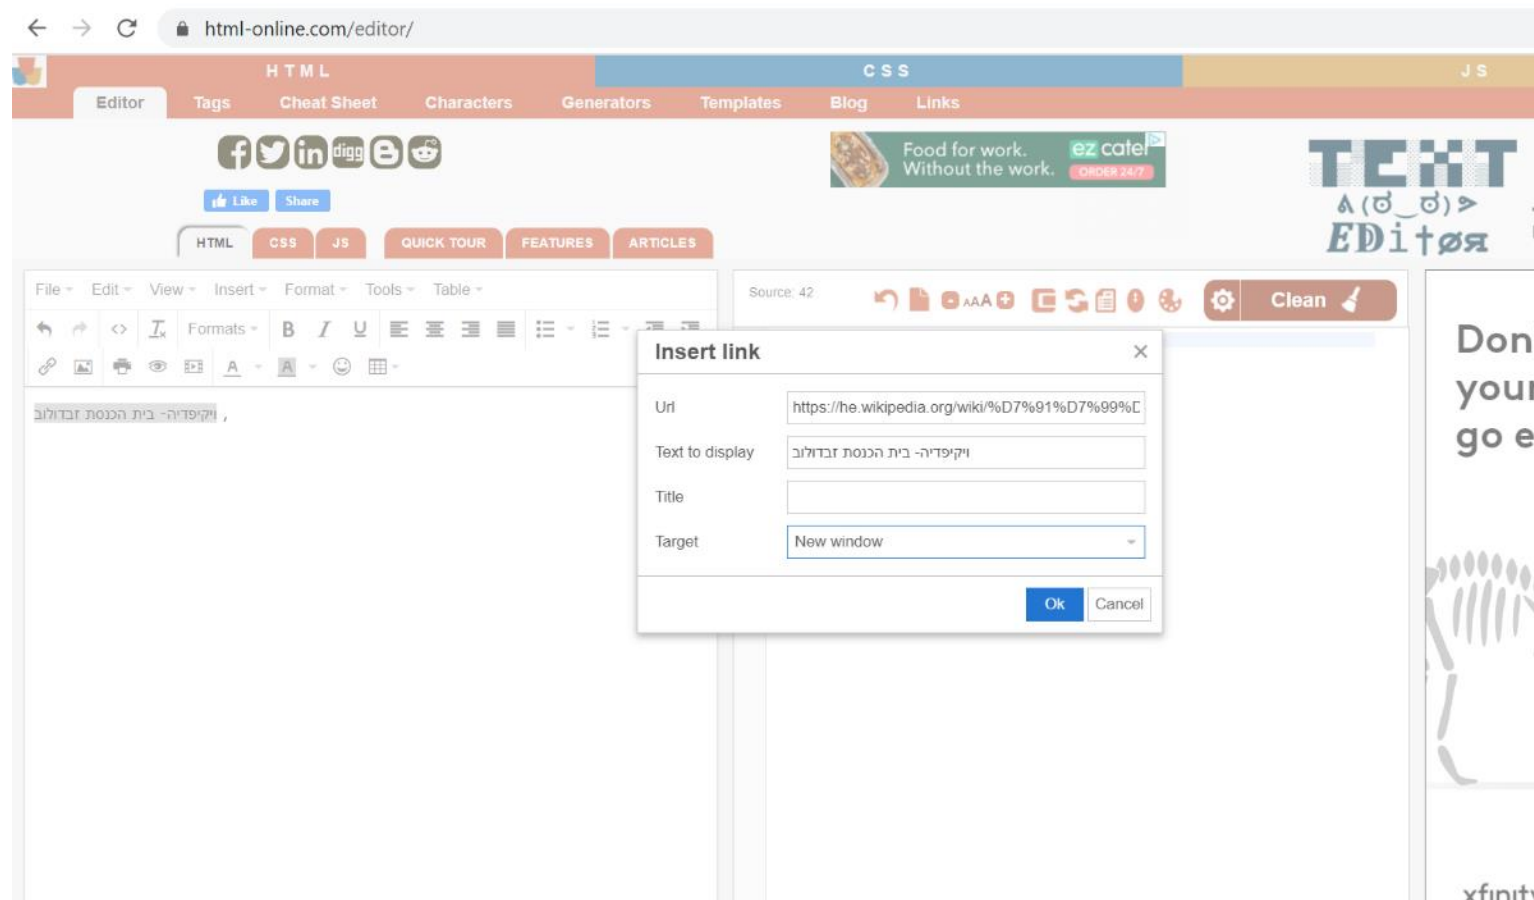 html-online.com/editor/
HTML CSS JS
Editor Tags Cheat Sheet Characters Generators Templates Blog Links
digg
Food for work. ez cater
Without the work. ORDER 24/7
Like Share
TEXT
EDitøя
HTML CSS JS QUICK TOUR FEATURES ARTICLES
File Edit View Insert Format Tools Table
Source: 42
AAA
Clean
Formats B I U
A A
ויקיפדיה- בית הכנסת זבדולוב ,
Insert link
Url https://he.wikipedia.org/wiki/%D7%91%D7%99%D
Text to display ויקיפדיה- בית הכנסת זבדולוב
Title
Target New window
Ok Cancel
Don
your
go e
xfinity